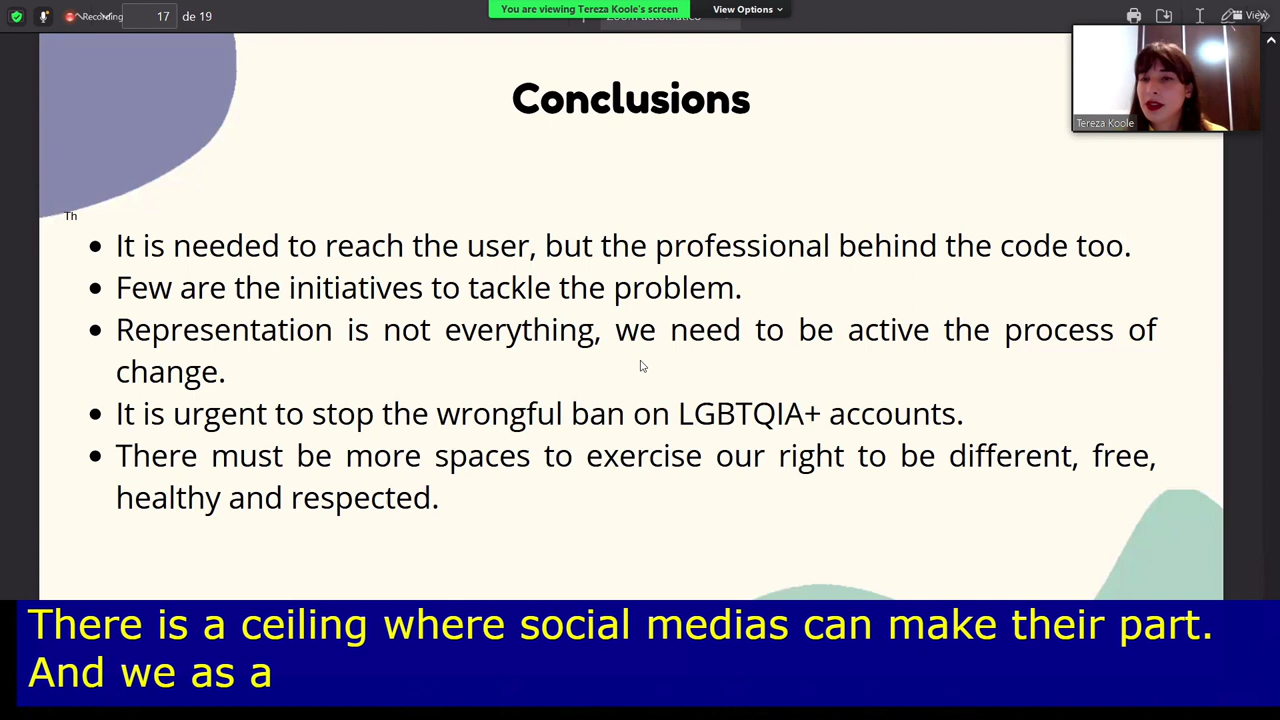 Recording
17 de 19
You are viewing Tereza Koole's screen
View Options
Zoom automático
View
Conclusions
Tereza Koole
Th
• It is needed to reach the user, but the professional behind the code too.
• Few are the initiatives to tackle the problem.
• Representation is not everything, we need to be active the process of
change.
• It is urgent to stop the wrongful ban on LGBTQIA+ accounts.
• There must be more spaces to exercise our right to be different, free,
healthy and respected.
There is a ceiling where social medias can make their part.
And we as a